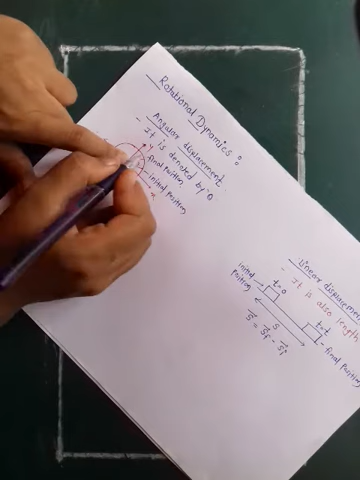 Rotational Dynamics :
Angular displacement
- It is denoted by θ
y
final position
initial position
x
Linear displacement
- It is also length
initial position
t=0
t=t
S
final position
S⃗ = S⃗f - S⃗i